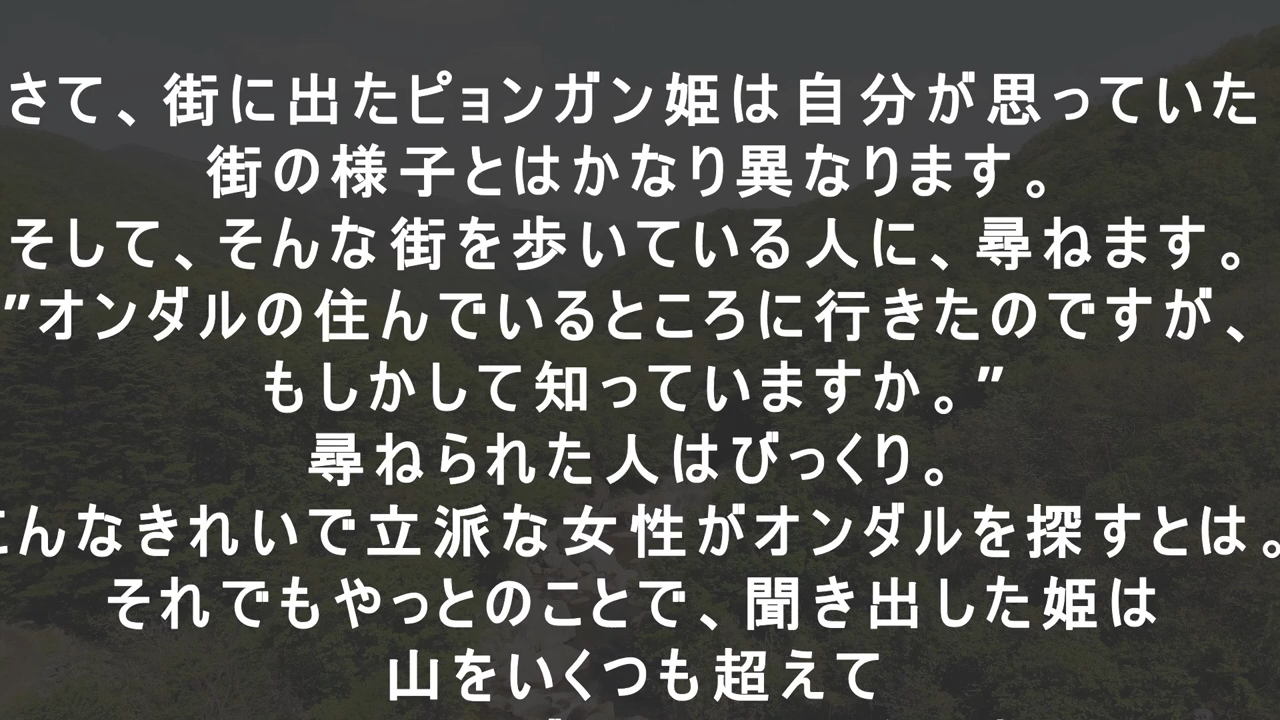 さて、街に出たピョンガン姫は自分が思っていた
街の様子とはかなり異なります。
そして、そんな街を歩いている人に、尋ねます。
”オンダルの住んでいるところに行きたのですが、
もしかして知っていますか。”
尋ねられた人はびっくり。
こんなきれいで立派な女性がオンダルを探すとは。
それでもやっとのことで、聞き出した姫は
山をいくつも超えて